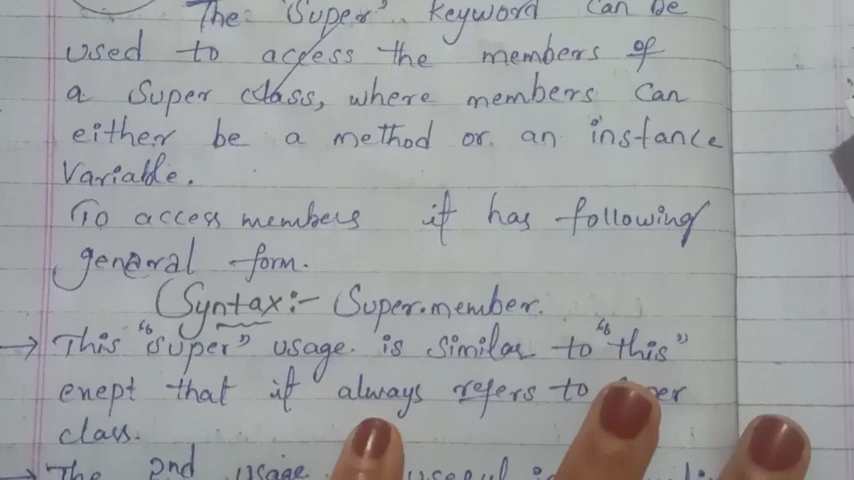 The "Super" keyword can be
used to access the members of
a Super class, where members can
either be a method or an instance
Variable.
To access members it has following
general form.
(Syntax:- Super.member.
→ This "super" usage is similar to "this"
exept that it always refers to
class.
→ The 2nd usage